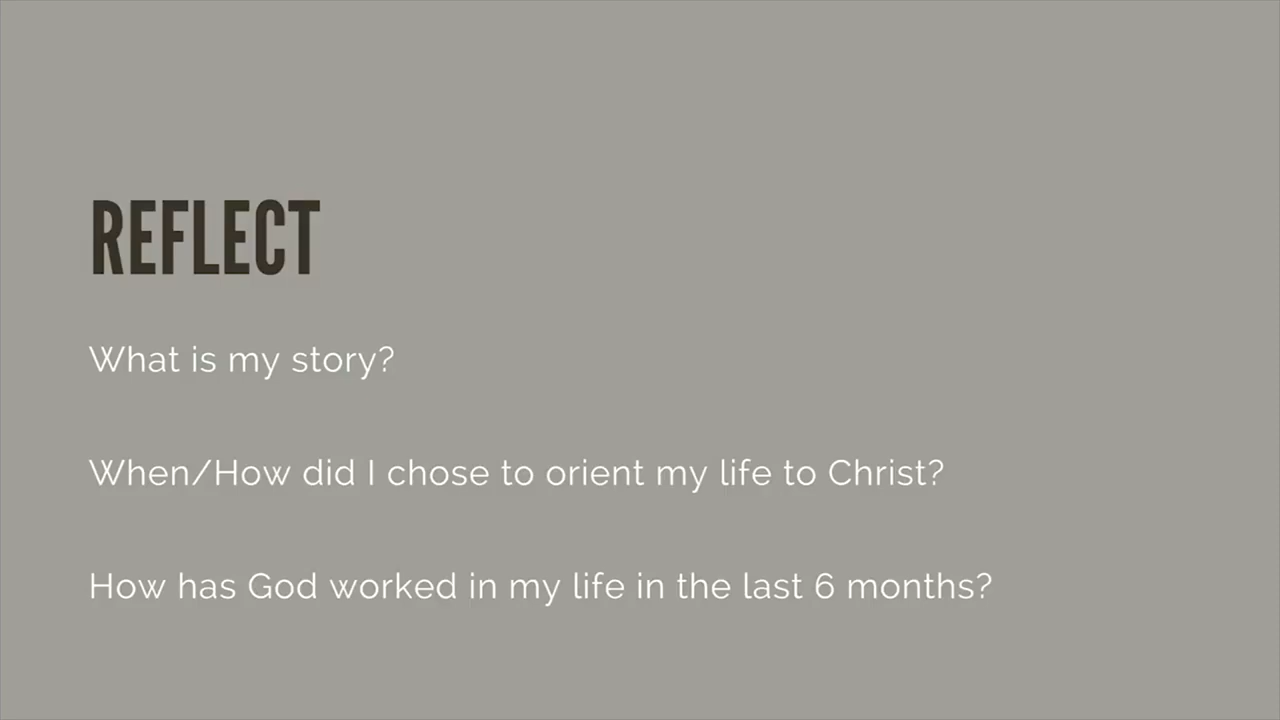 REFLECT
What is my story?
When/How did I chose to orient my life to Christ?
How has God worked in my life in the last 6 months?